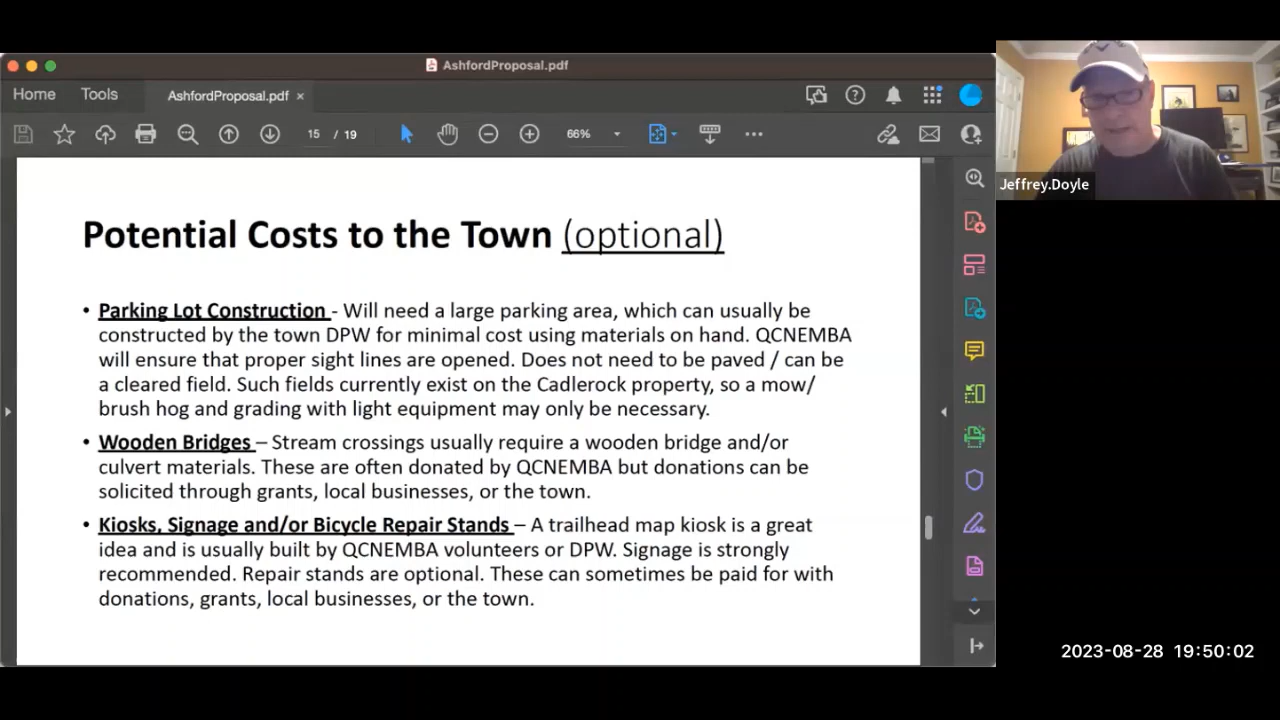 AshfordProposal.pdf
Home
Tools
AshfordProposal.pdf ×
15 / 19
66%
Potential Costs to the Town (optional)
• Parking Lot Construction - Will need a large parking area, which can usually be
constructed by the town DPW for minimal cost using materials on hand. QCNEMBA
will ensure that proper sight lines are opened. Does not need to be paved / can be
a cleared field. Such fields currently exist on the Cadlerock property, so a mow/
brush hog and grading with light equipment may only be necessary.
• Wooden Bridges – Stream crossings usually require a wooden bridge and/or
culvert materials. These are often donated by QCNEMBA but donations can be
solicited through grants, local businesses, or the town.
• Kiosks, Signage and/or Bicycle Repair Stands – A trailhead map kiosk is a great
idea and is usually built by QCNEMBA volunteers or DPW. Signage is strongly
recommended. Repair stands are optional. These can sometimes be paid for with
donations, grants, local businesses, or the town.
Jeffrey.Doyle
2023-08-28 19:50:02